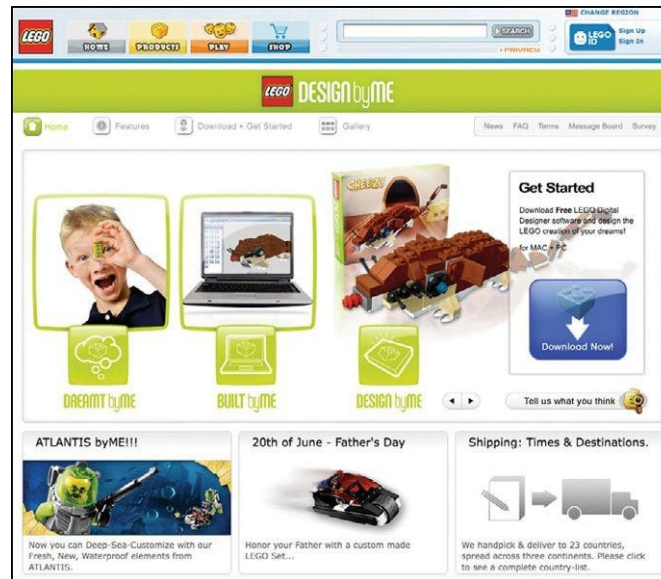 CHANGE REGION
LEGO
HOME
PRODUCTS
PLAY
SHOP
SEARCH
PRIVACY
LEGO ID
Sign Up
Sign In
LEGO DESIGN byME
Home
Features
Download + Get Started
Gallery
News FAQ Terms Message Board Survey
CHEEZY
Get Started
Download Free LEGO Digital
Designer software and design the
LEGO creation of your dreams!
for MAC + PC
Download Now!
DREAMT byME
BUILT byME
DESIGN byME
Tell us what you think
ATLANTIS byME!!!
Now you can Deep-Sea-Customize with our
Fresh, New, Waterproof elements from
ATLANTIS.
20th of June - Father's Day
Honor your Father with a custom made
LEGO Set...
Shipping: Times & Destinations.
We handpick & deliver to 23 countries,
spread across three continents. Please click
to see a complete country-list.